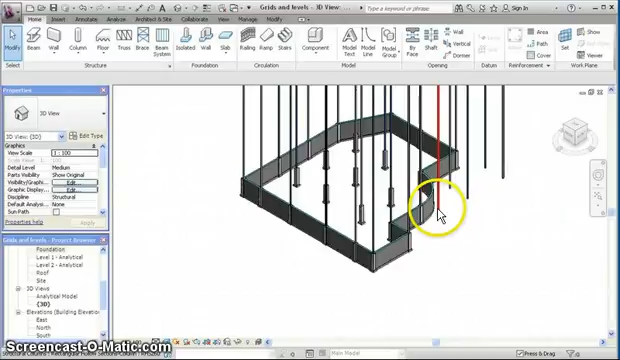 Grids and levels - 3D View:
Type a keyword or phrase
Sign In
Home Insert Annotate Analyze Architect & Site Collaborate View Manage Modify
Modify Beam Wall Column Floor Truss Brace Beam System Isolated Wall Slab Railing Ramp Stair Component Model Text Model Line Model Group By Face Shaft Wall Vertical Dormer Area Path Cover Set Show
Select Structure Foundation Circulation Model Opening Datum Reinforcement Work Plane
Properties
3D View
3D View: {3D} Edit Type
Graphics
View Scale 1 : 100
Scale Value 1: 100
Detail Level Medium
Parts Visibility Show Original
Visibility/Graphi... Edit...
Graphic Display... Edit...
Discipline Structural
Default Analysis... None
Sun Path
Properties help Apply
Grids and levels - Project Browser
Foundation
Level 1 - Analytical
Level 2 - Analytical
Roof
Site
3D Views
Analytical Model
{3D}
Elevations (Building Elevation)
East
North
South
Screencast-O-Matic.com
Main Model
Press & Drag